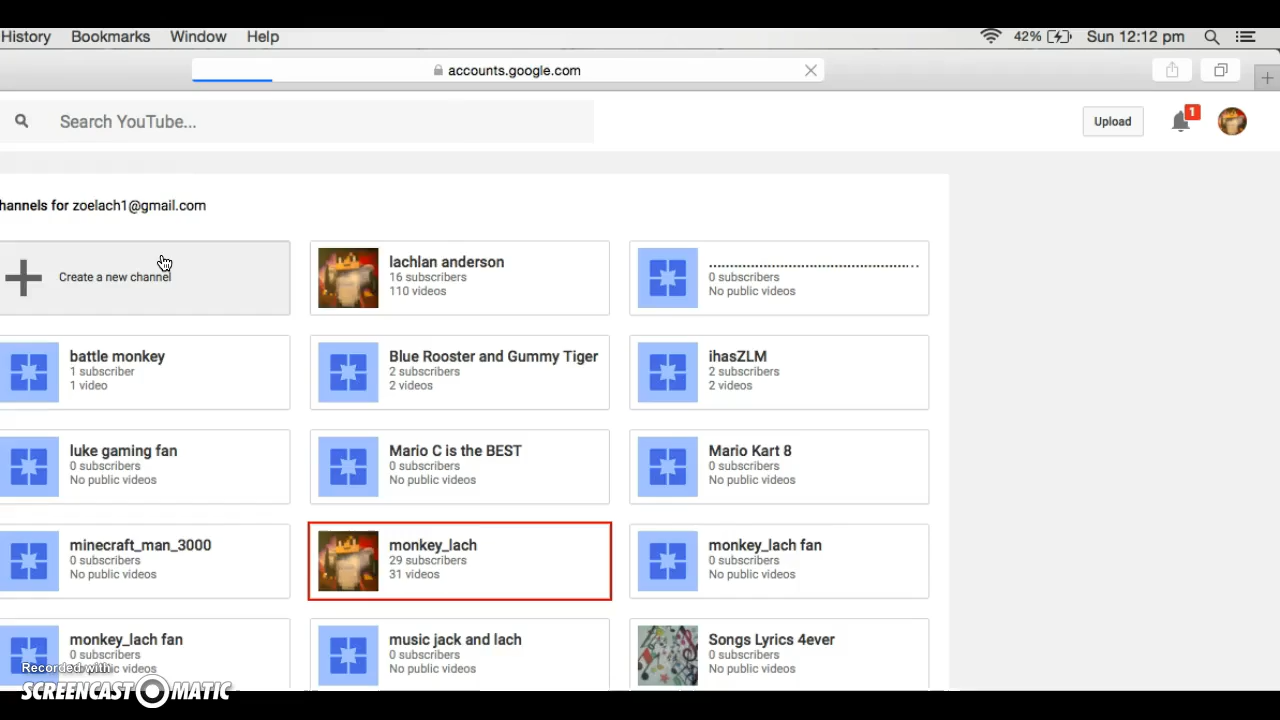 History Bookmarks Window Help 42% Sun 12:12 pm
accounts.google.com
Search YouTube... Upload 1
hannels for zoelach1@gmail.com
Create a new channel
lachlan anderson
16 subscribers
110 videos
..................................................
0 subscribers
No public videos
battle monkey
1 subscriber
1 video
Blue Rooster and Gummy Tiger
2 subscribers
2 videos
ihasZLM
2 subscribers
2 videos
luke gaming fan
0 subscribers
No public videos
Mario C is the BEST
0 subscribers
No public videos
Mario Kart 8
0 subscribers
No public videos
minecraft_man_3000
0 subscribers
No public videos
monkey_lach
29 subscribers
31 videos
monkey_lach fan
0 subscribers
No public videos
monkey_lach fan
0 subscribers
public videos
music jack and lach
0 subscribers
No public videos
Songs Lyrics 4ever
0 subscribers
No public videos
Recorded with
SCREENCAST O MATIC